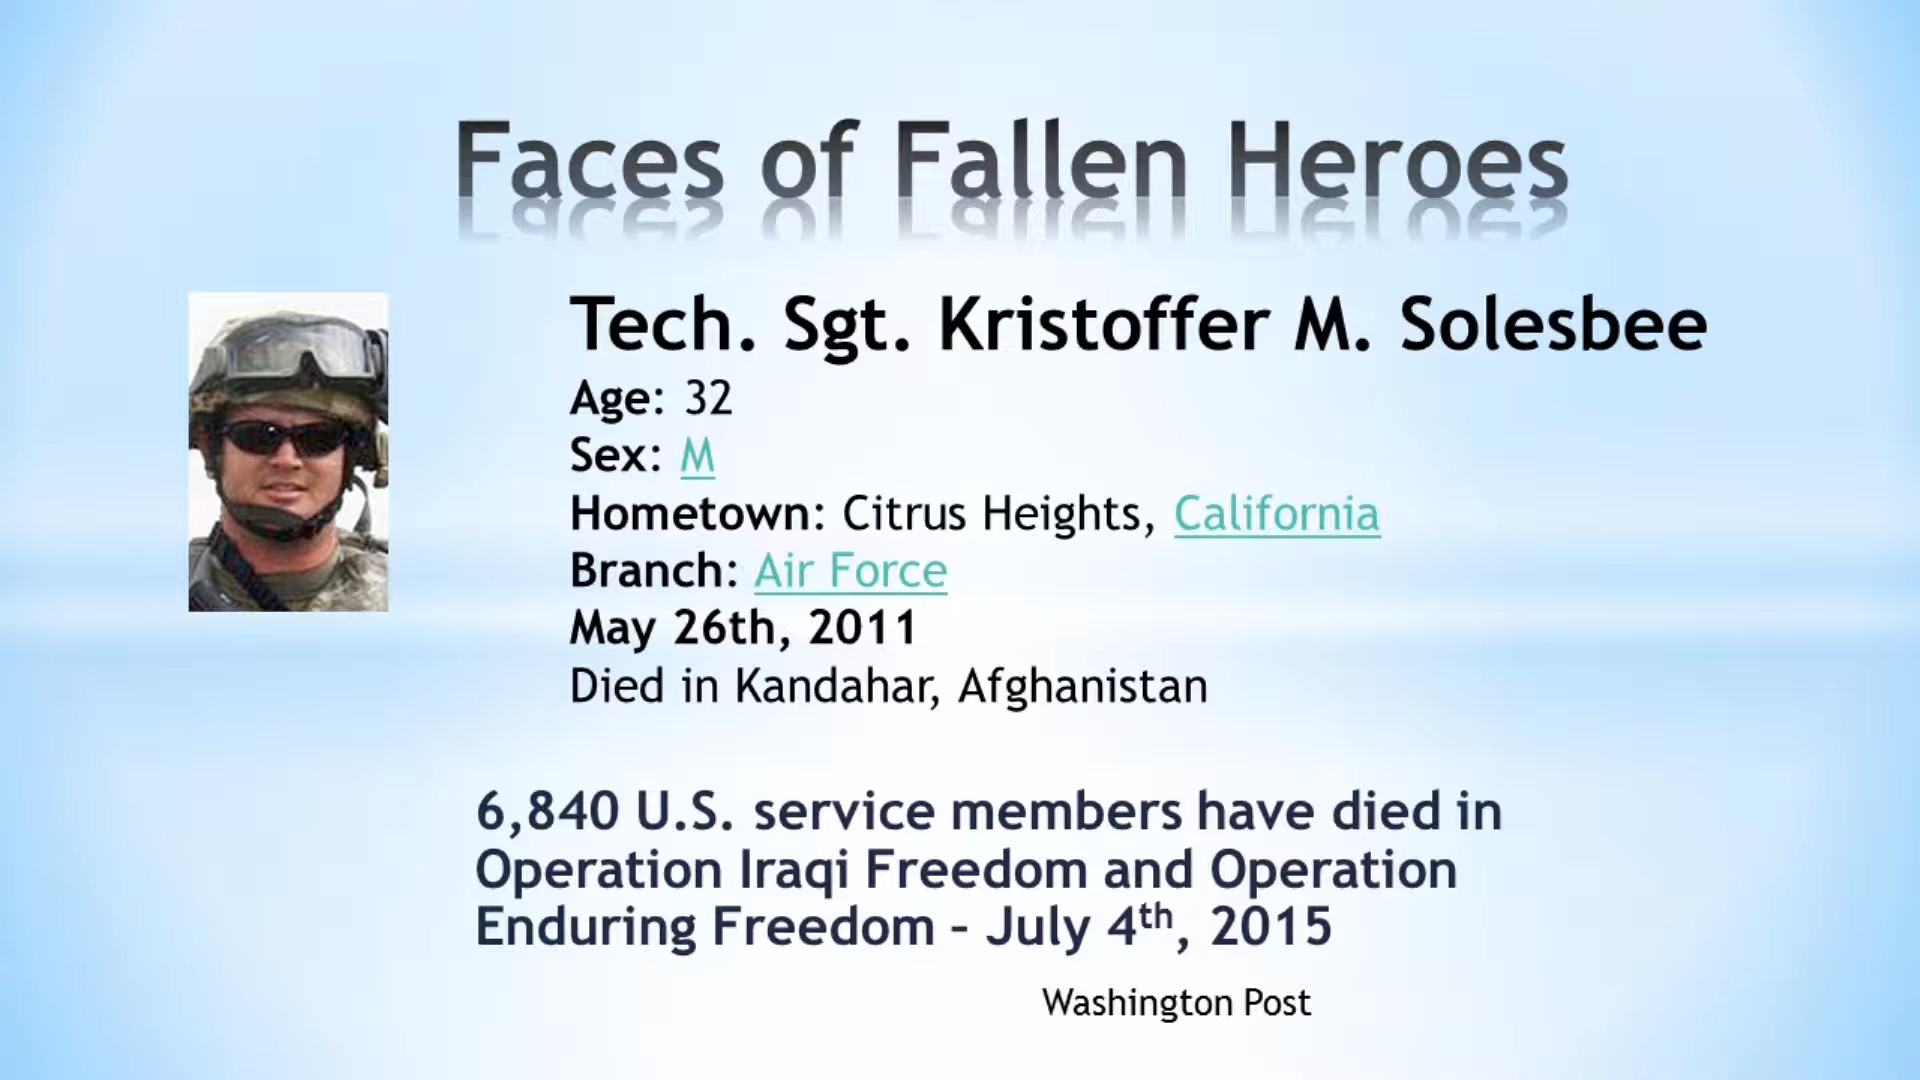 Faces of Fallen Heroes
Tech. Sgt. Kristoffer M. Solesbee
Age: 32
Sex: M
Hometown: Citrus Heights, California
Branch: Air Force
May 26th, 2011
Died in Kandahar, Afghanistan
6,840 U.S. service members have died in
Operation Iraqi Freedom and Operation
Enduring Freedom – July 4th, 2015
Washington Post